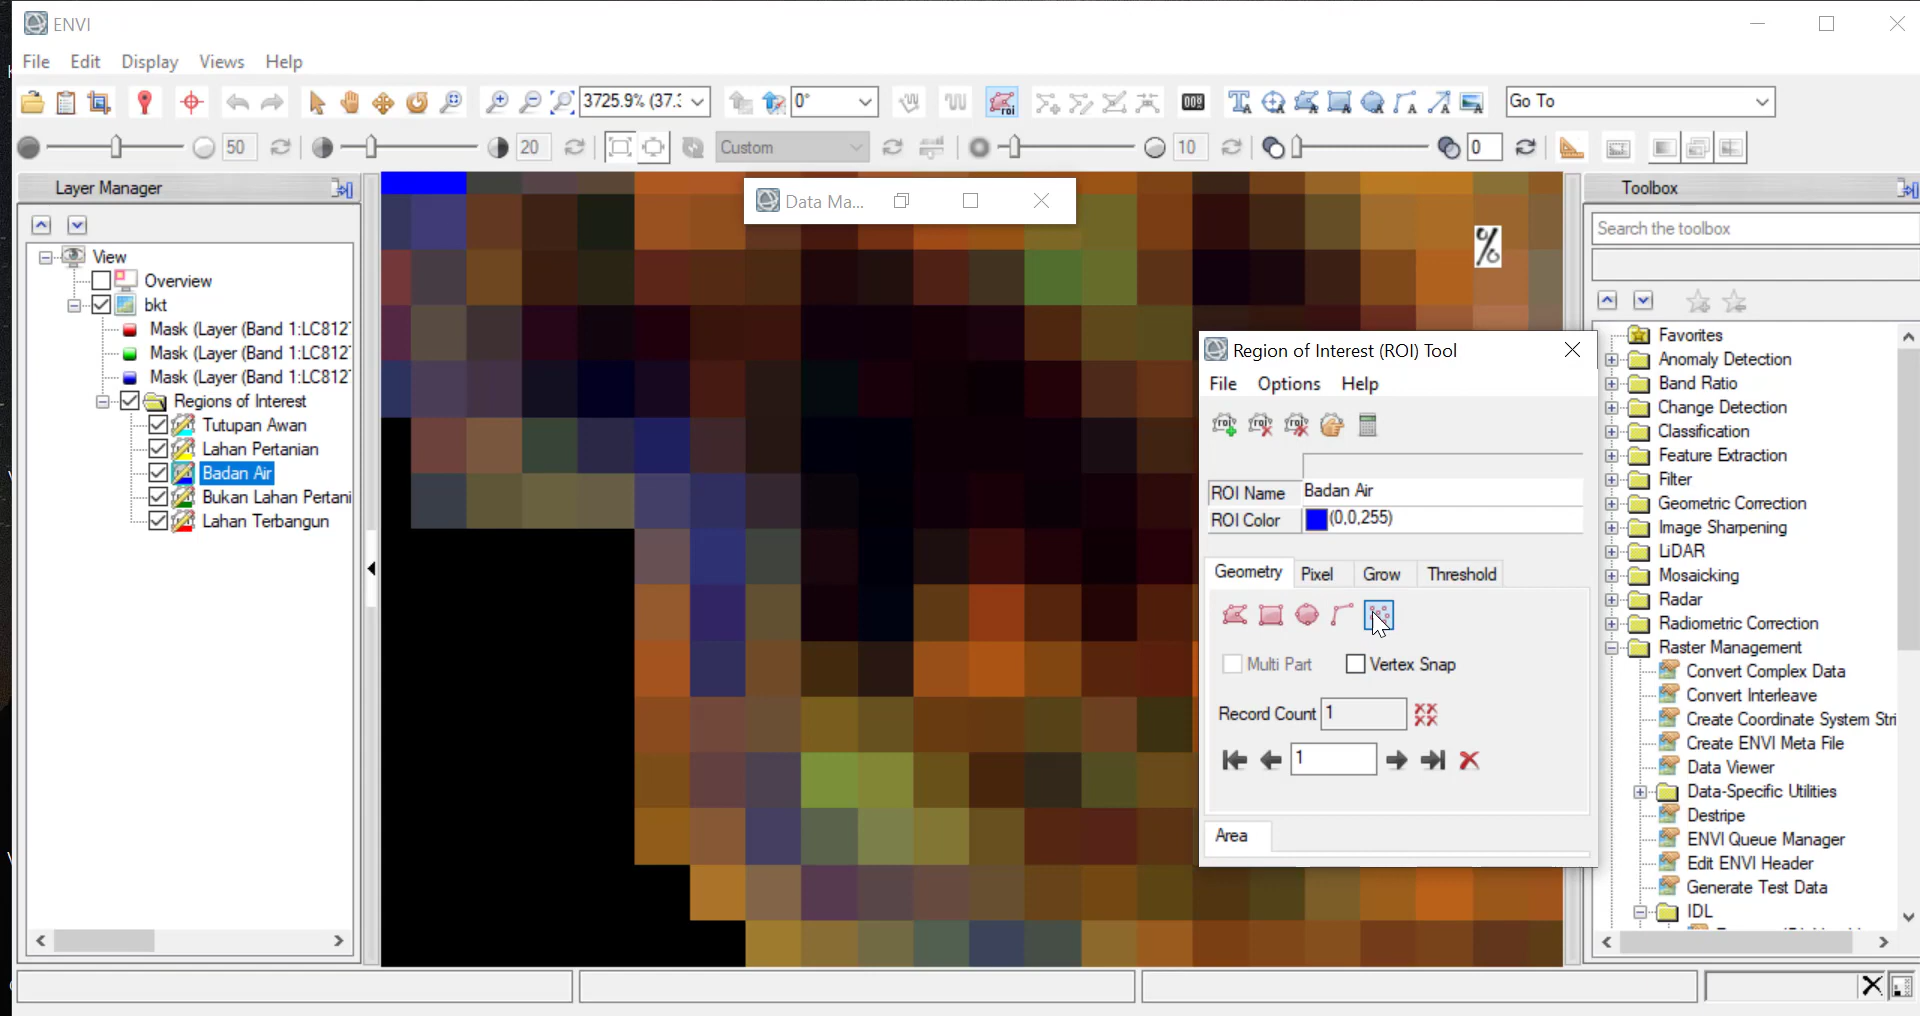 ENVI
File Edit Display Views Help
3725.9% (37.: 0° Go To
50 20 Custom 10 0
Layer Manager
View
Overview
bkt
Mask (Layer (Band 1:LC812
Mask (Layer (Band 1:LC812
Mask (Layer (Band 1:LC812
Regions of Interest
Tutupan Awan
Lahan Pertanian
Badan Air
Bukan Lahan Pertani
Lahan Terbangun
Data Ma...
%
Region of Interest (ROI) Tool
File Options Help
ROI Name Badan Air
ROI Color (0,0,255)
Geometry Pixel Grow Threshold
Multi Part Vertex Snap
Record Count 1
1
Area
Toolbox
Search the toolbox
Favorites
Anomaly Detection
Band Ratio
Change Detection
Classification
Feature Extraction
Filter
Geometric Correction
Image Sharpening
LiDAR
Mosaicking
Radar
Radiometric Correction
Raster Management
Convert Complex Data
Convert Interleave
Create Coordinate System Stri
Create ENVI Meta File
Data Viewer
Data-Specific Utilities
Destripe
ENVI Queue Manager
Edit ENVI Header
Generate Test Data
IDL